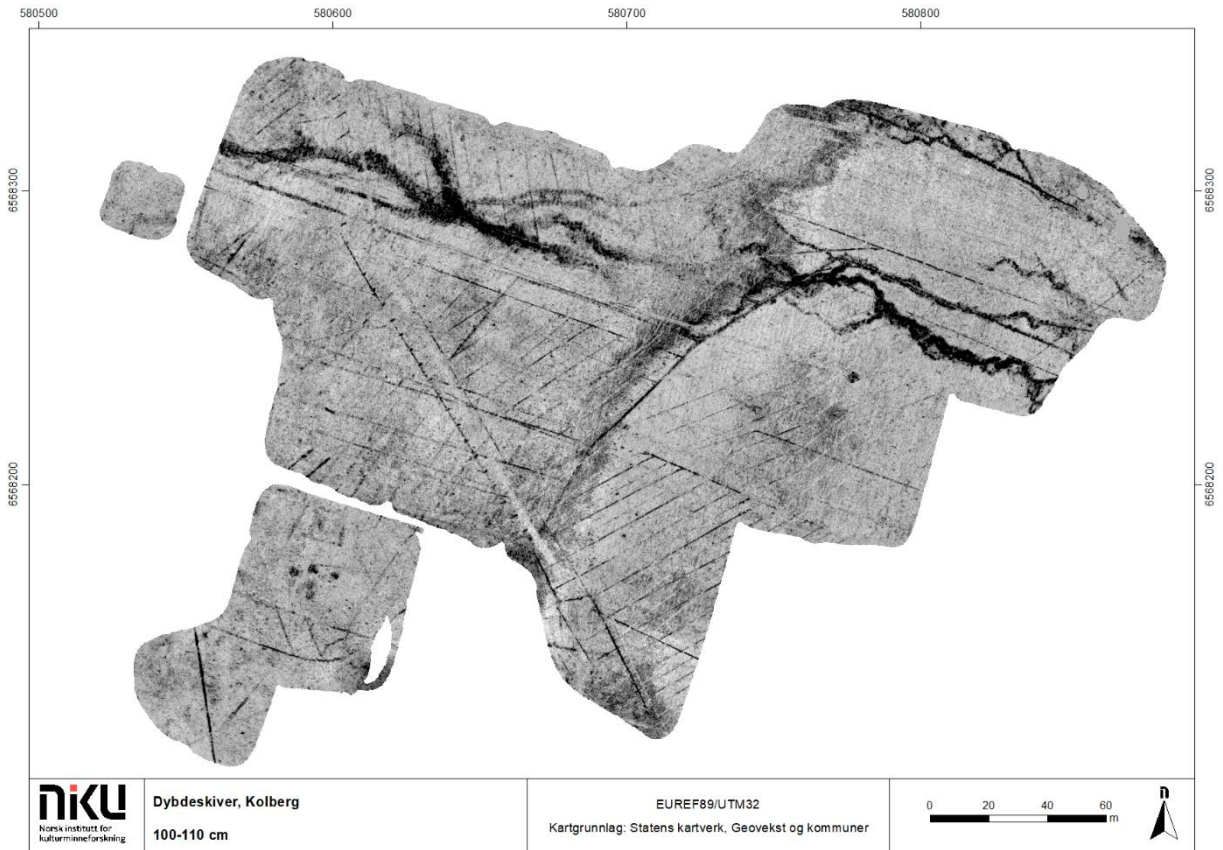 580500
580600
580700
580800
6568300
6568300
6568200
6568200
NIKU
Norsk institutt for
kulturminneforskning
Dybdeskiver, Kolberg
100-110 cm
EUREF89/UTM32
Kartgrunnlag: Statens kartverk, Geovekst og kommuner
0 20 40 60
m
n